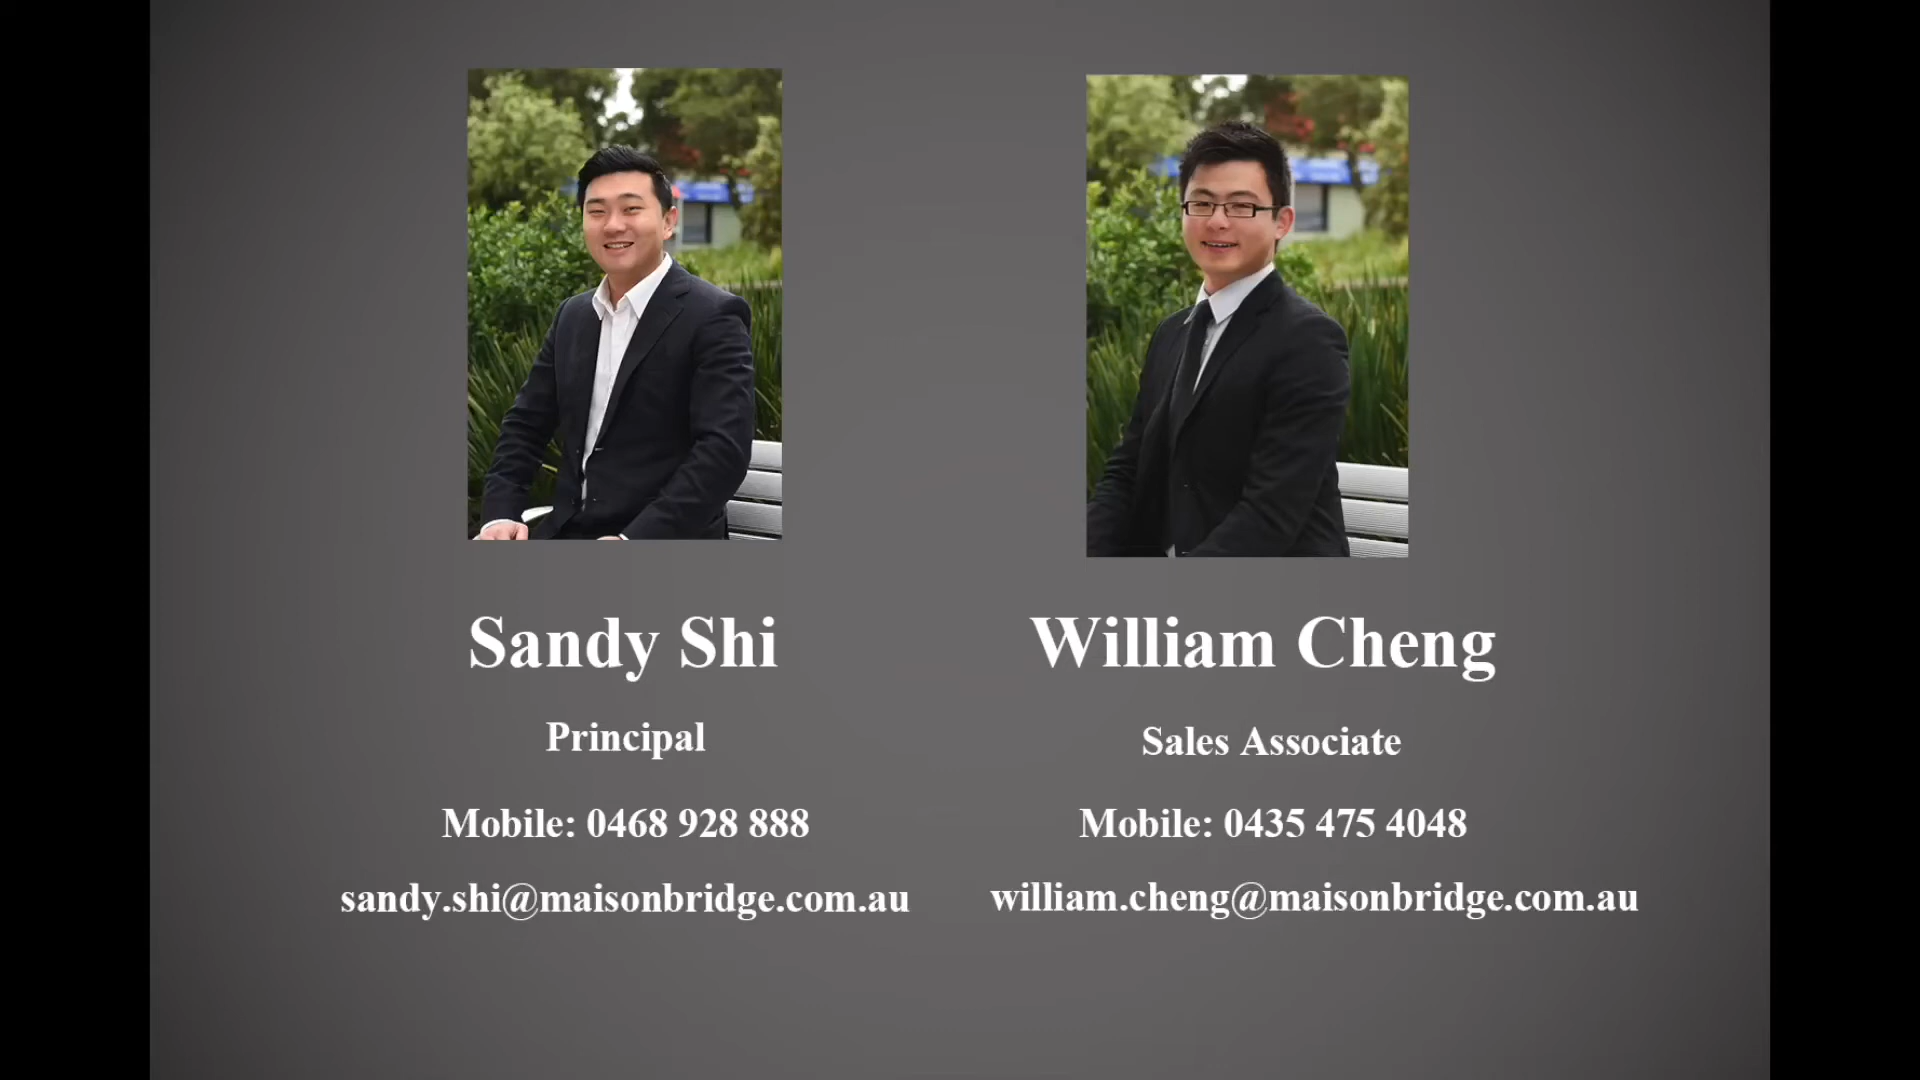 Sandy Shi
Principal
Mobile: 0468 928 888
sandy.shi@maisonbridge.com.au
William Cheng
Sales Associate
Mobile: 0435 475 4048
william.cheng@maisonbridge.com.au